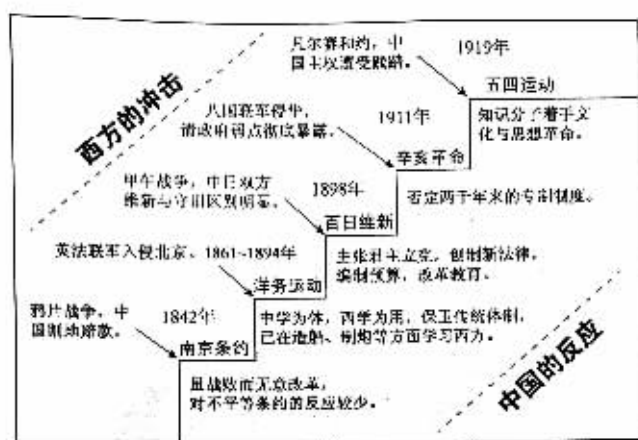 凡尔赛和约，中
国主权遭受践踏。
1919年
五四运动
知识分子着手文
化与思想革命。
西方的冲击
八国联军侵华，
清政府弱点彻底暴露。
1911年
辛亥革命
否定两千年来的专制制度。
甲午战争，中日双方
维新与守旧区别明显。
1898年
百日维新
主张君主立宪，创制新法律，
编制预算，改革教育。
英法联军入侵北京。
1861~1894年
洋务运动
中学为体，西学为用，保卫传统体制，
已在造船、制炮等方面学习西方。
鸦片战争，中
国割地赔款。
1842年
南京条约
虽战败而无意改革，
对不平等条约的反应较少。
中国的反应